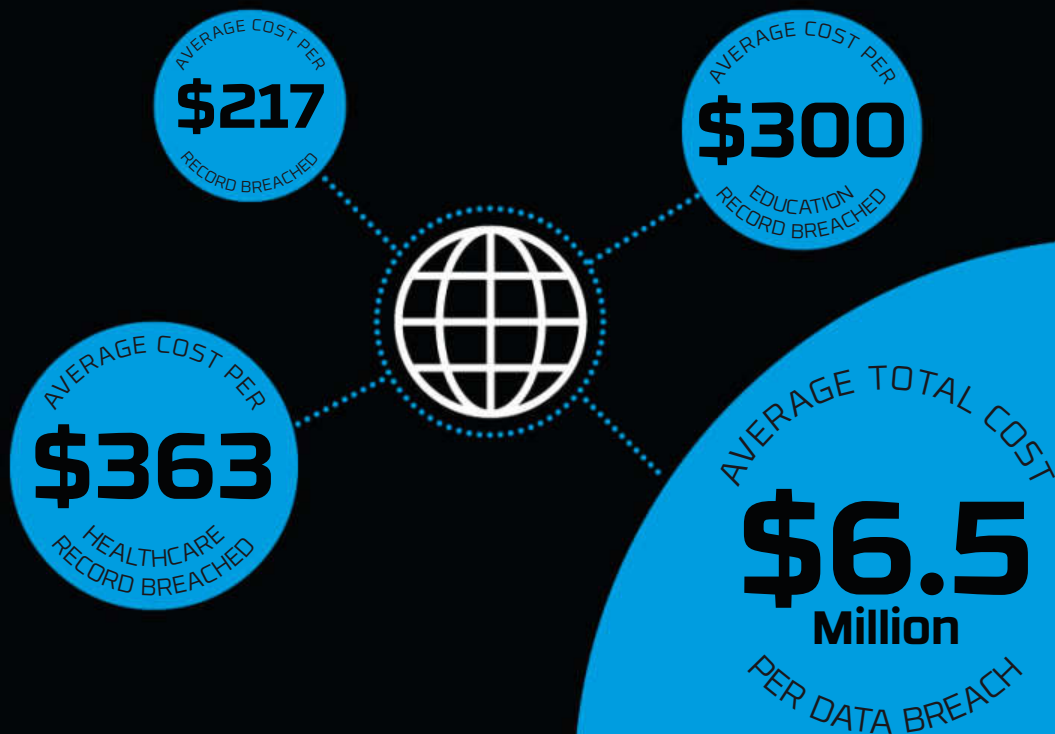 AVERAGE COST PER
$217
RECORD BREACHED
AVERAGE COST PER
$300
EDUCATION
RECORD BREACHED
AVERAGE COST PER
$363
HEALTHCARE
RECORD BREACHED
AVERAGE TOTAL COST
$6.5
Million
PER DATA BREACH